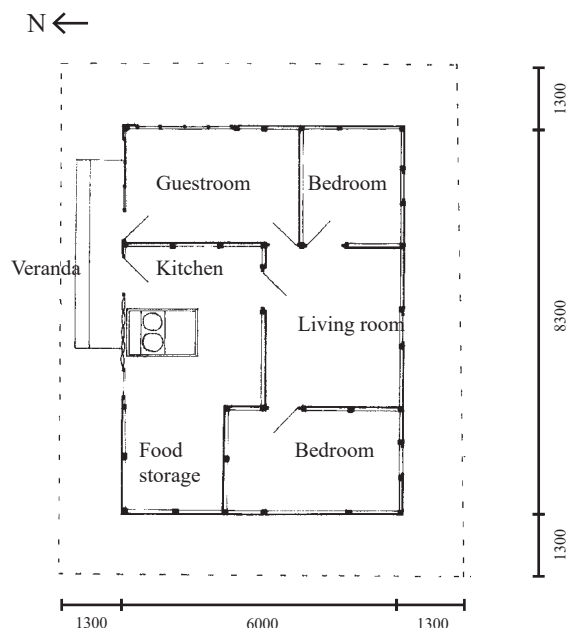 N
1300
Guestroom
Bedroom
Veranda
Kitchen
8300
Living room
Food
storage
Bedroom
1300
1300
6000
1300